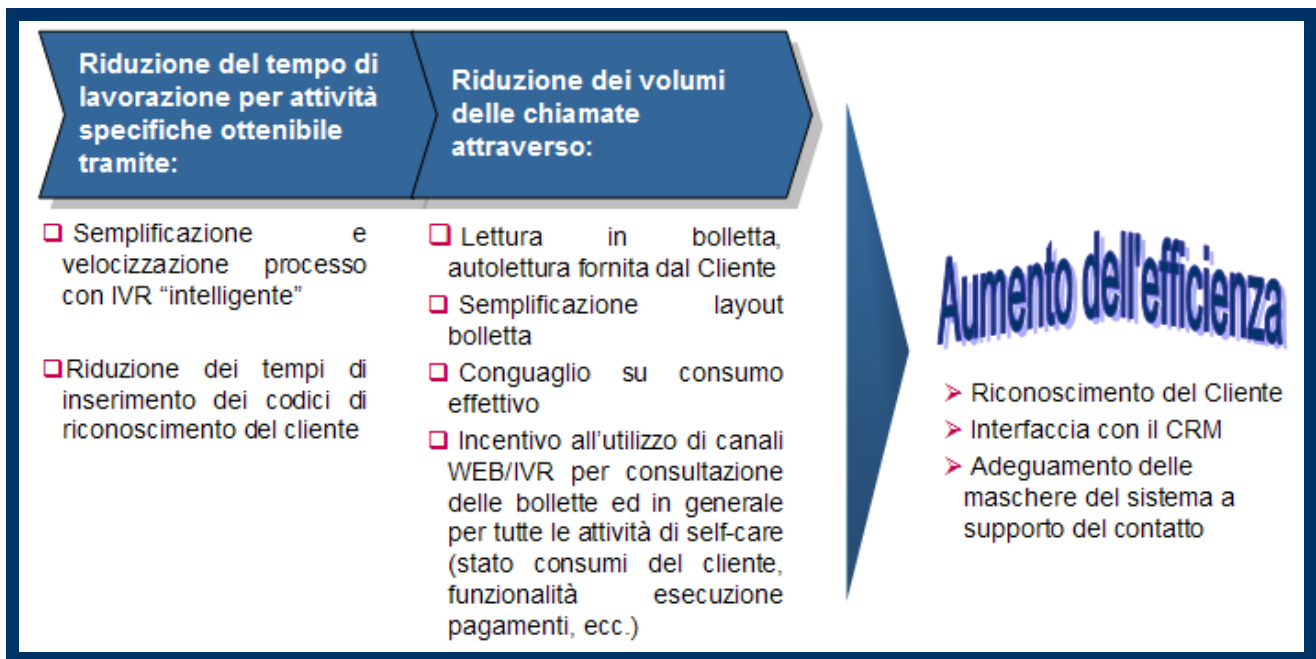 Riduzione del tempo di
lavorazione per attività
specifiche ottenibile
tramite:
Semplificazione e
velocizzazione processo
con IVR “intelligente”
Riduzione dei tempi di
inserimento dei codici di
riconoscimento del cliente
Riduzione dei volumi
delle chiamate
attraverso:
Lettura in bolletta,
autolettura fornita dal Cliente
Semplificazione layout
bolletta
Conguaglio su consumo
effettivo
Incentivo all’utilizzo di canali
WEB/IVR per consultazione
delle bollette ed in generale
per tutte le attività di self-care
(stato consumi del cliente,
funzionalità esecuzione
pagamenti, ecc.)
Aumento dell'efficienza
Riconoscimento del Cliente
Interfaccia con il CRM
Adeguamento delle
maschere del sistema a
supporto del contatto